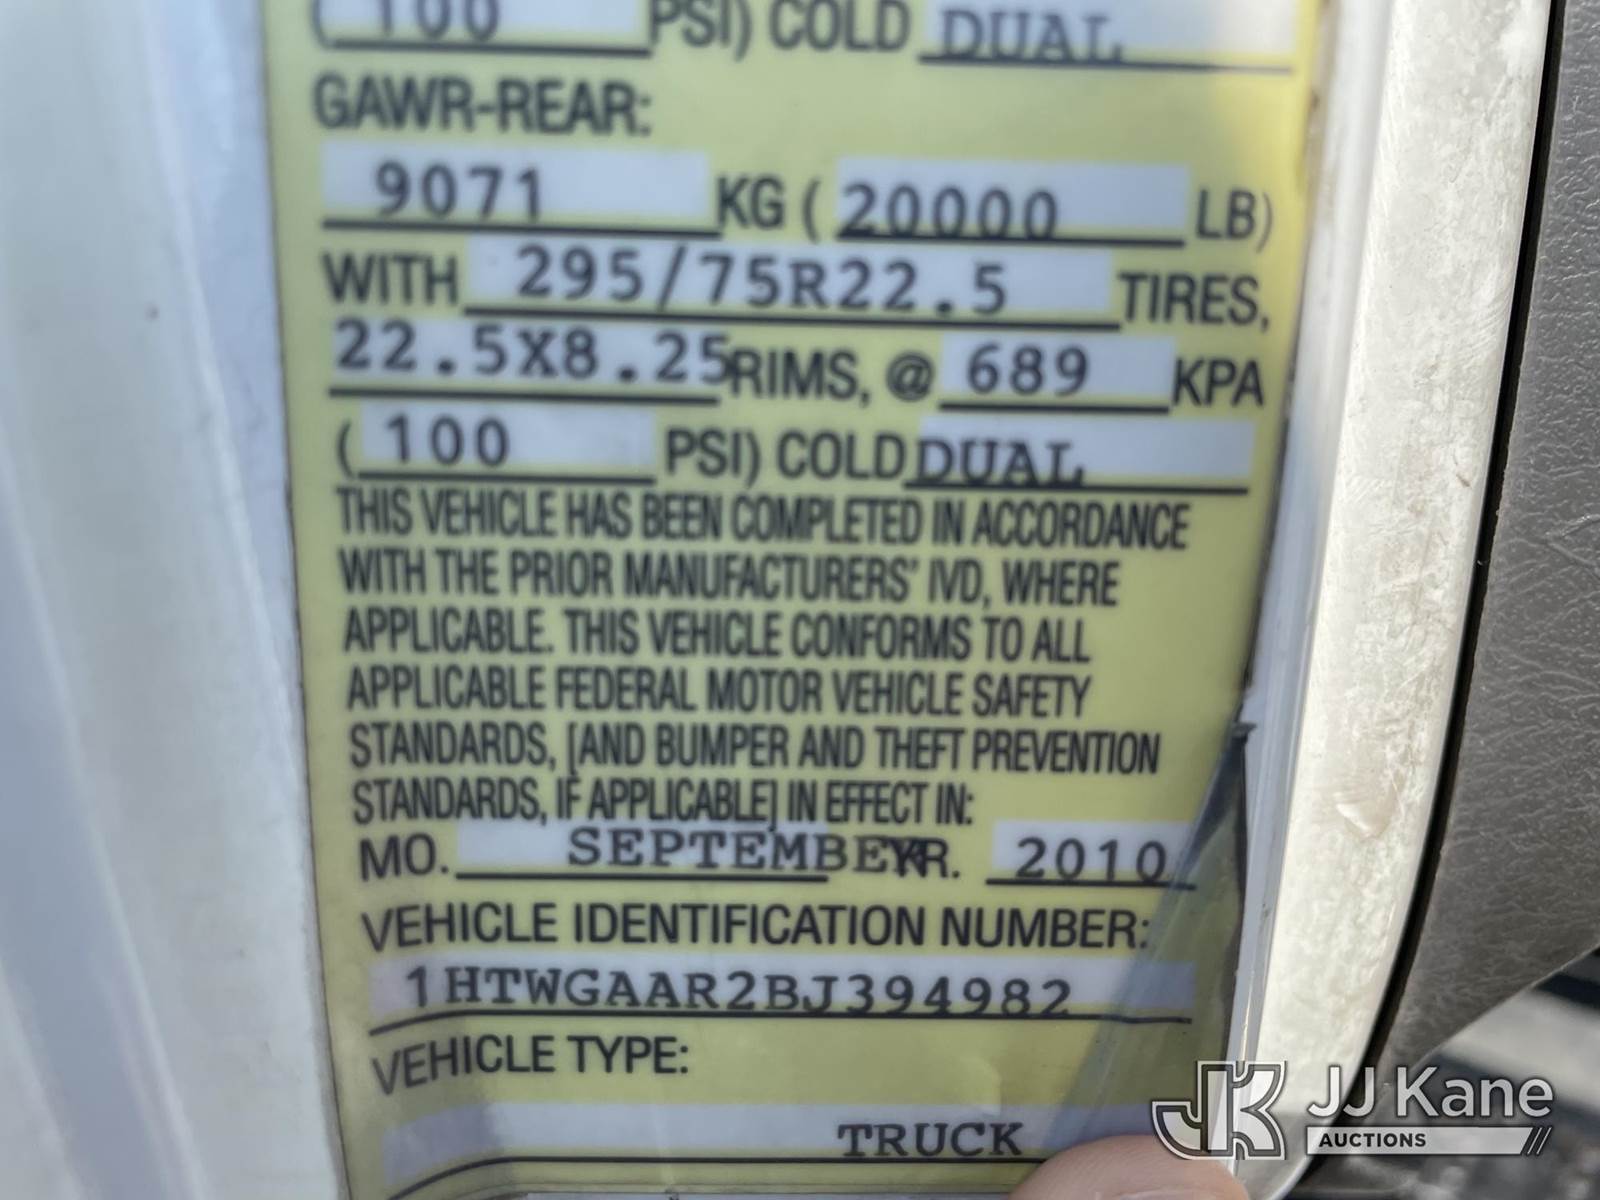 ( 100 PSI) COLD DUAL
GAWR-REAR:
9071 KG ( 20000 LB)
WITH 295/75R22.5 TIRES,
22.5X8.25 RIMS, @ 689 KPA
( 100 PSI) COLD DUAL
THIS VEHICLE HAS BEEN COMPLETED IN ACCORDANCE
WITH THE PRIOR MANUFACTURERS' IVD, WHERE
APPLICABLE. THIS VEHICLE CONFORMS TO ALL
APPLICABLE FEDERAL MOTOR VEHICLE SAFETY
STANDARDS, [AND BUMPER AND THEFT PREVENTION
STANDARDS, IF APPLICABLE] IN EFFECT IN:
MO. SEPTEMBER YR. 2010
VEHICLE IDENTIFICATION NUMBER:
1HTWGAAR2BJ394982
VEHICLE TYPE:
TRUCK
JK JJ Kane
AUCTIONS